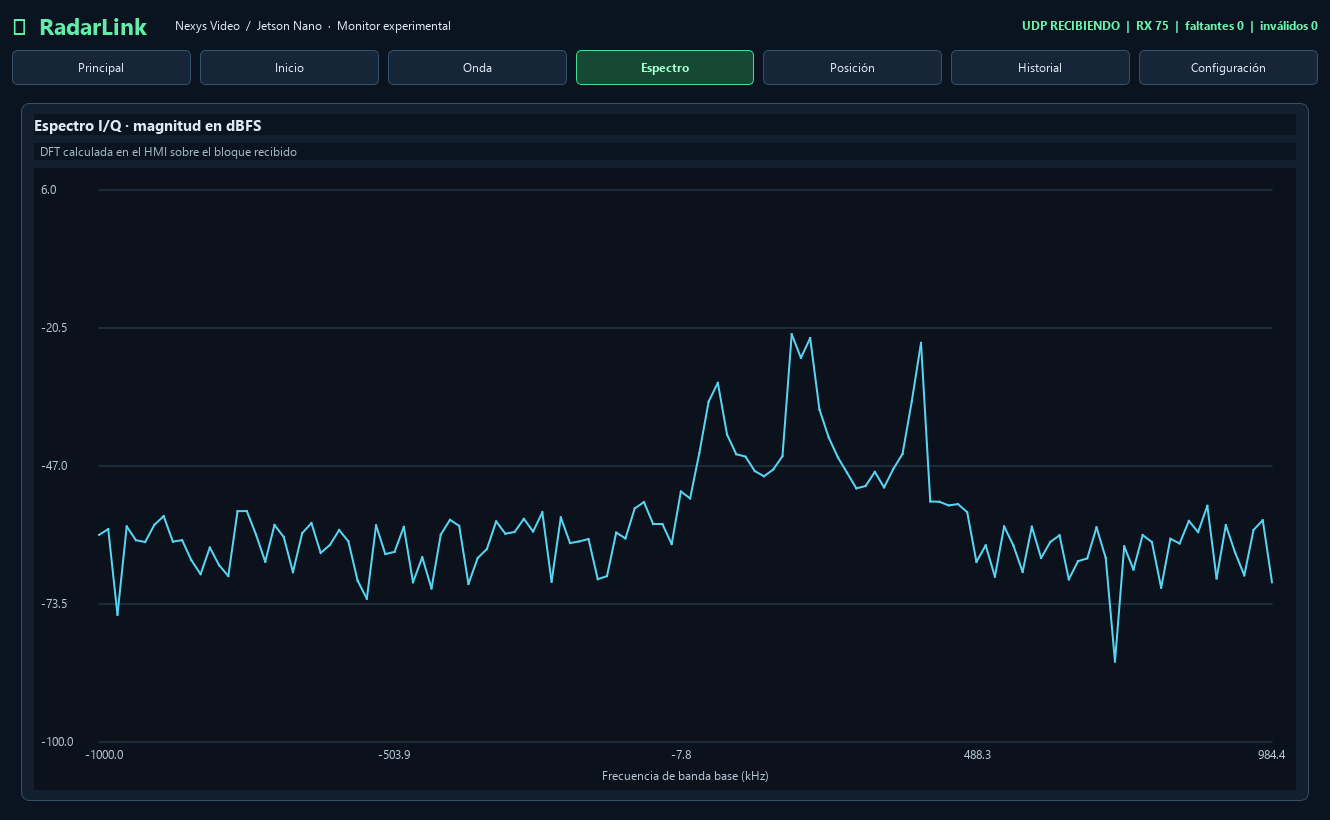 RadarLink
Nexys Video / Jetson Nano · Monitor experimental
UDP RECIBIENDO | RX 75 | faltantes 0 | inválidos 0
Principal
Inicio
Onda
Espectro
Posición
Historial
Configuración
Espectro I/Q · magnitud en dBFS
DFT calculada en el HMI sobre el bloque recibido
6.0
-20.5
-47.0
-73.5
-100.0
-1000.0
-503.9
-7.8
488.3
984.4
Frecuencia de banda base (kHz)